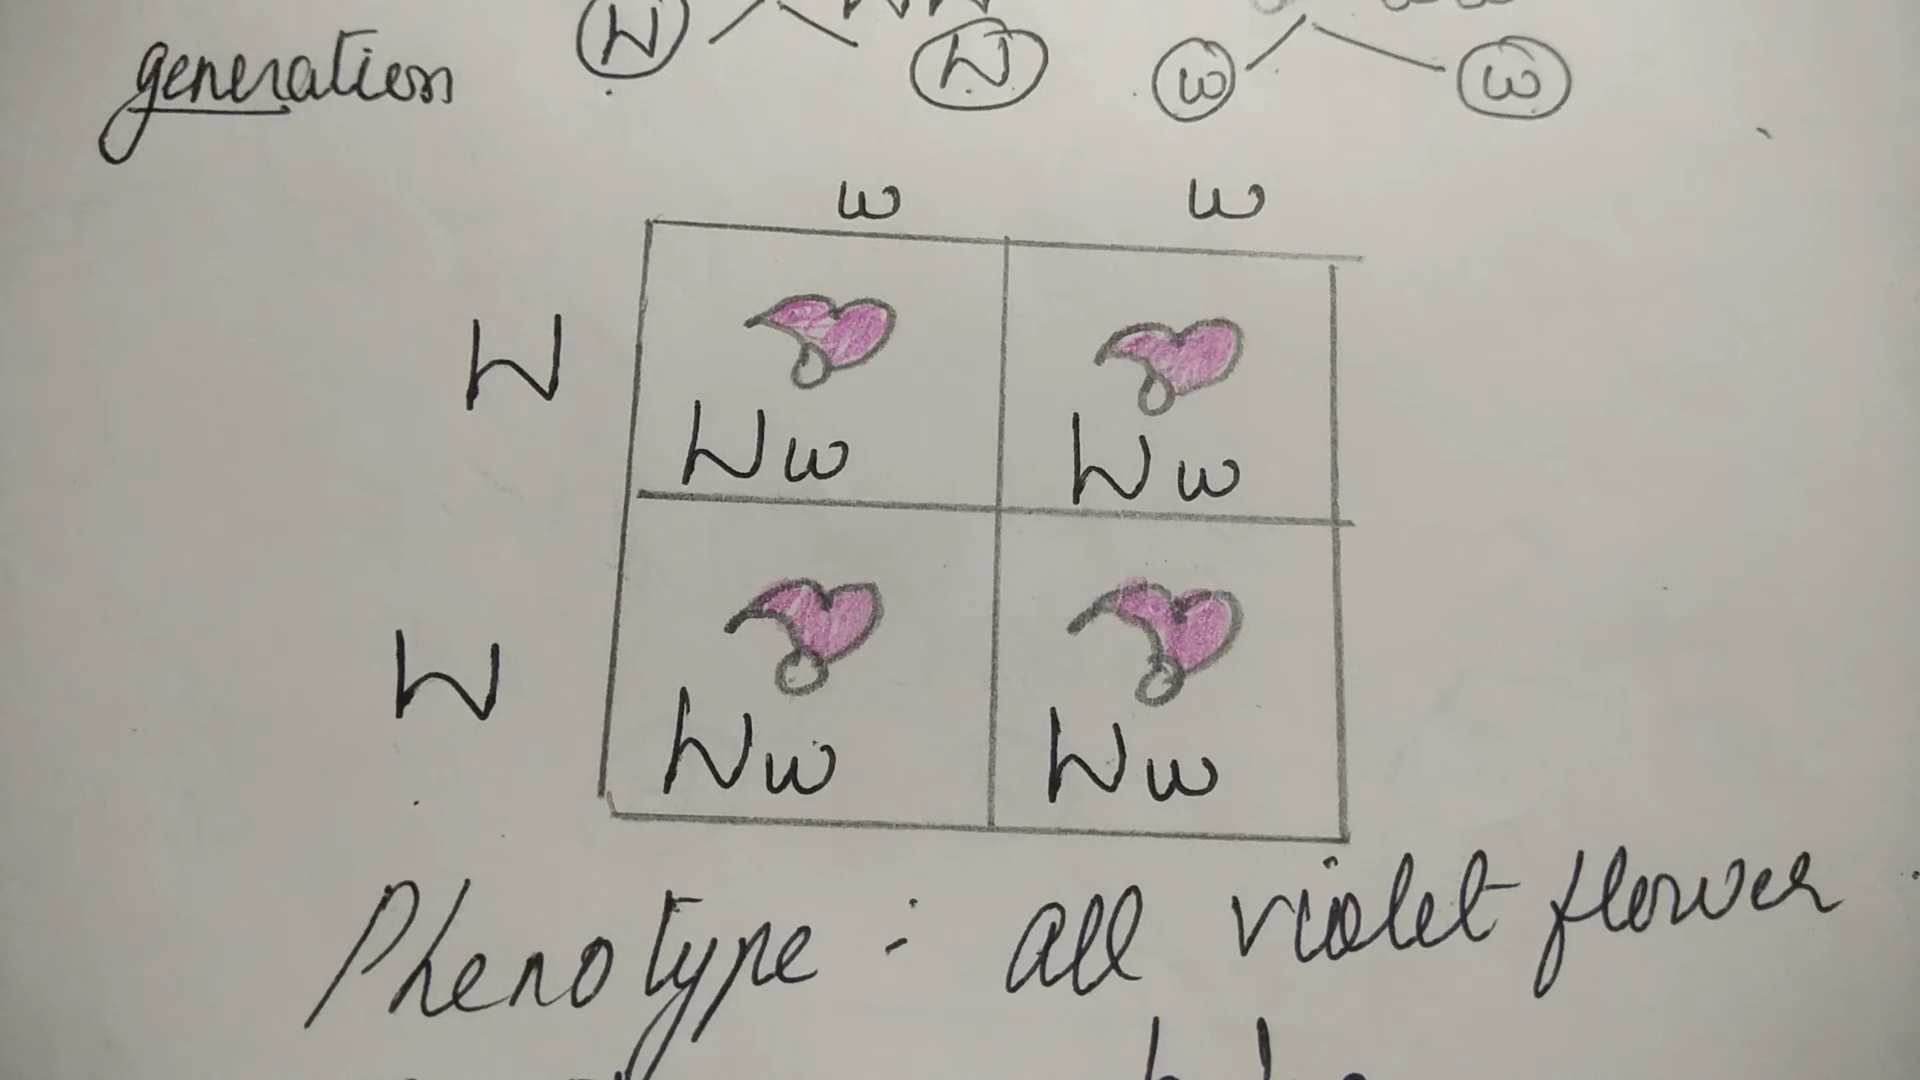 generation W W w w
w w
W
Ww Ww
W
Ww Ww
Phenotype : all violet flower